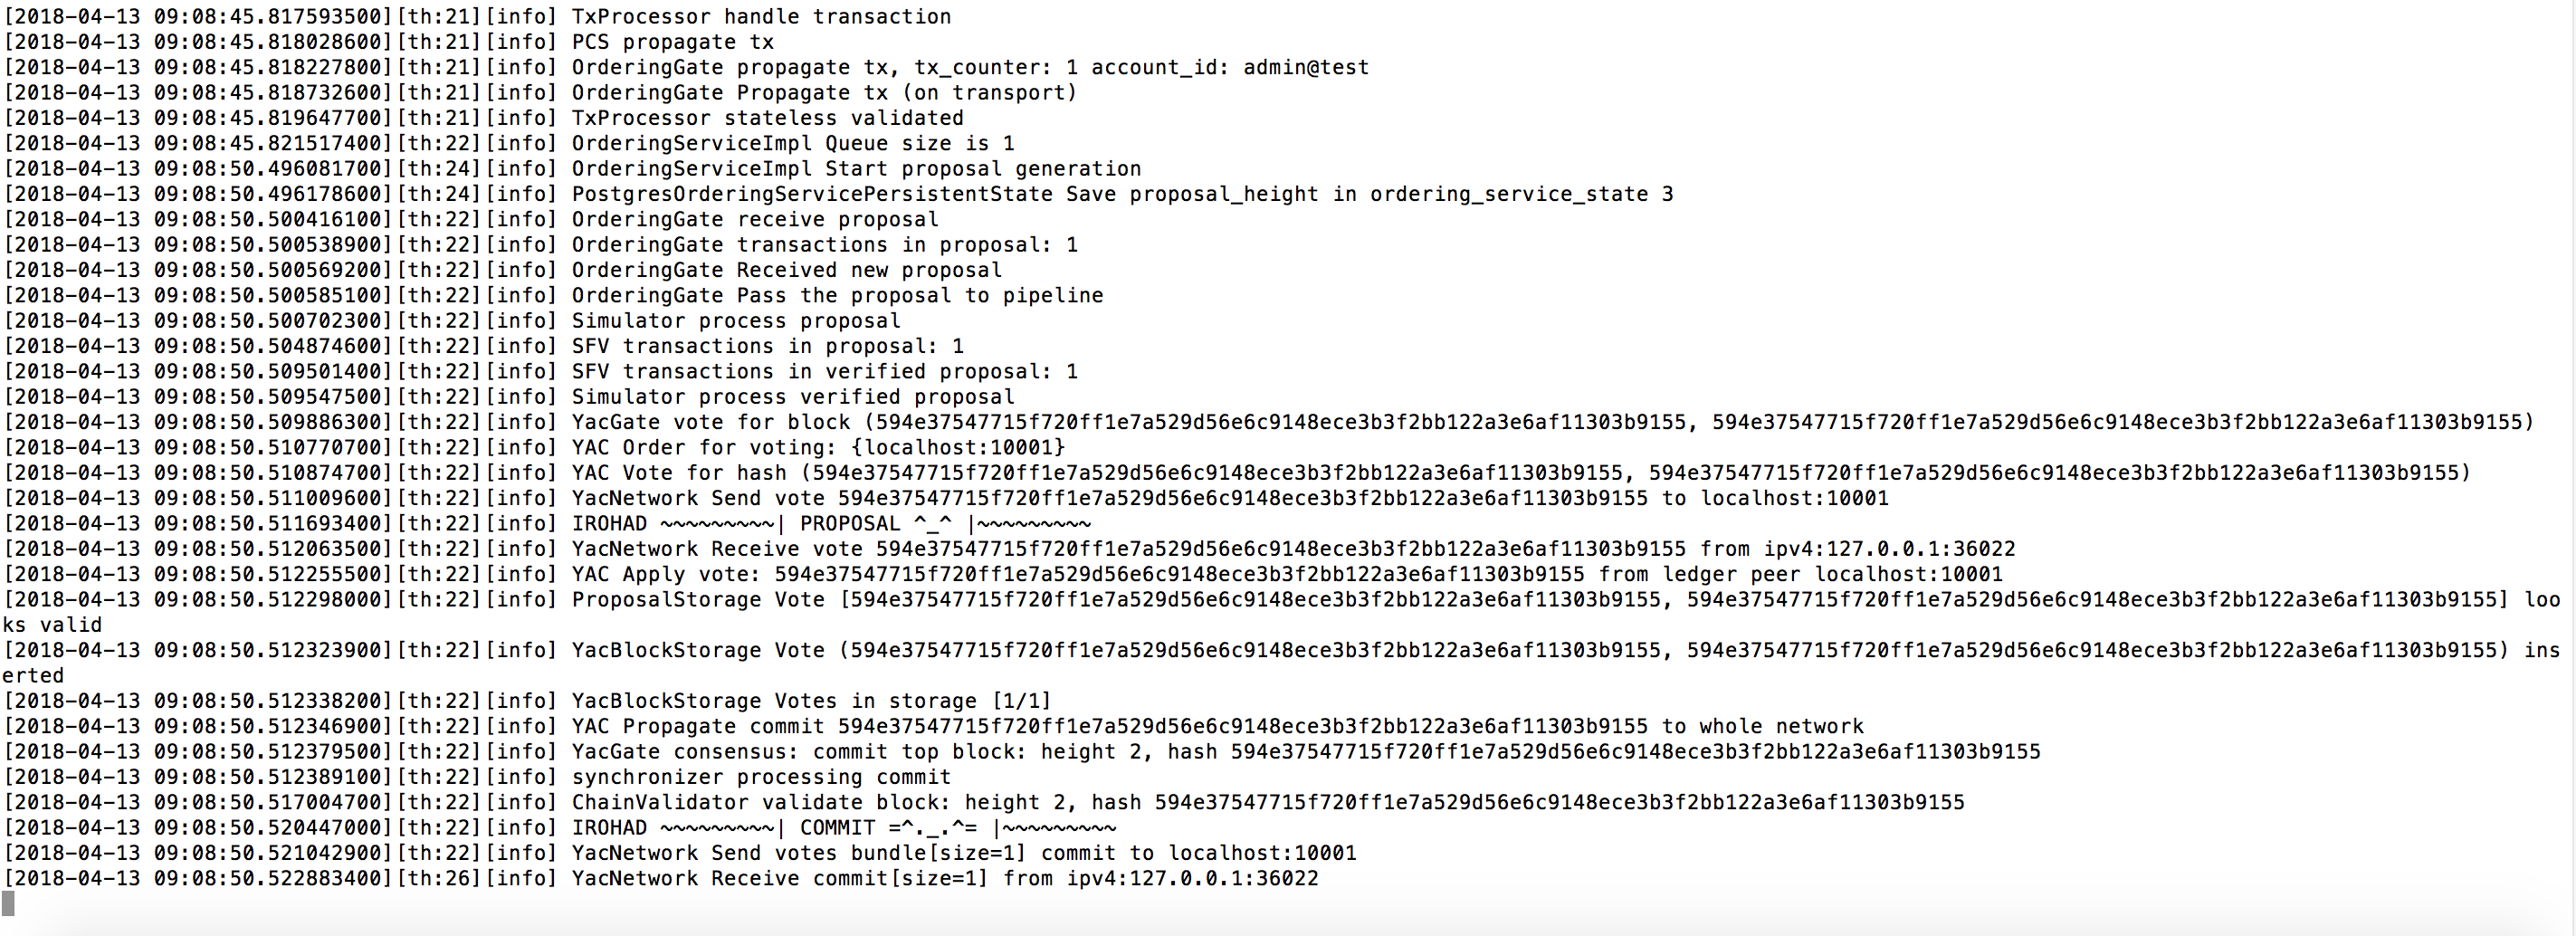 [2018-04-13 09:08:45.817593500][th:21][info] TxProcessor handle transaction
[2018-04-13 09:08:45.818028600][th:21][info] PCS propagate tx
[2018-04-13 09:08:45.818227800][th:21][info] OrderingGate propagate tx, tx_counter: 1 account_id: admin@test
[2018-04-13 09:08:45.818732600][th:21][info] OrderingGate Propagate tx (on transport)
[2018-04-13 09:08:45.819647700][th:21][info] TxProcessor stateless validated
[2018-04-13 09:08:45.821517400][th:22][info] OrderingServiceImpl Queue size is 1
[2018-04-13 09:08:50.496081700][th:24][info] OrderingServiceImpl Start proposal generation
[2018-04-13 09:08:50.496178600][th:24][info] PostgresOrderingServicePersistentState Save proposal_height in ordering_service_state 3
[2018-04-13 09:08:50.500416100][th:22][info] OrderingGate receive proposal
[2018-04-13 09:08:50.500538900][th:22][info] OrderingGate transactions in proposal: 1
[2018-04-13 09:08:50.500569200][th:22][info] OrderingGate Received new proposal
[2018-04-13 09:08:50.500585100][th:22][info] OrderingGate Pass the proposal to pipeline
[2018-04-13 09:08:50.500702300][th:22][info] Simulator process proposal
[2018-04-13 09:08:50.504874600][th:22][info] SFV transactions in proposal: 1
[2018-04-13 09:08:50.509501400][th:22][info] SFV transactions in verified proposal: 1
[2018-04-13 09:08:50.509547500][th:22][info] Simulator process verified proposal
[2018-04-13 09:08:50.509886300][th:22][info] YacGate vote for block (594e37547715f720ff1e7a529d56e6c9148ece3b3f2bb122a3e6af11303b9155, 594e37547715f720ff1e7a529d56e6c9148ece3b3f2bb122a3e6af11303b9155)
[2018-04-13 09:08:50.510770700][th:22][info] YAC Order for voting: {localhost:10001}
[2018-04-13 09:08:50.510874700][th:22][info] YAC Vote for hash (594e37547715f720ff1e7a529d56e6c9148ece3b3f2bb122a3e6af11303b9155, 594e37547715f720ff1e7a529d56e6c9148ece3b3f2bb122a3e6af11303b9155)
[2018-04-13 09:08:50.511009600][th:22][info] YacNetwork Send vote 594e37547715f720ff1e7a529d56e6c9148ece3b3f2bb122a3e6af11303b9155 to localhost:10001
[2018-04-13 09:08:50.511693400][th:22][info] IROHAD ~~~~~~~~~| PROPOSAL ^_^ |~~~~~~~~~
[2018-04-13 09:08:50.512063500][th:22][info] YacNetwork Receive vote 594e37547715f720ff1e7a529d56e6c9148ece3b3f2bb122a3e6af11303b9155 from ipv4:127.0.0.1:36022
[2018-04-13 09:08:50.512255500][th:22][info] YAC Apply vote: 594e37547715f720ff1e7a529d56e6c9148ece3b3f2bb122a3e6af11303b9155 from ledger peer localhost:10001
[2018-04-13 09:08:50.512298000][th:22][info] ProposalStorage Vote [594e37547715f720ff1e7a529d56e6c9148ece3b3f2bb122a3e6af11303b9155, 594e37547715f720ff1e7a529d56e6c9148ece3b3f2bb122a3e6af11303b9155] loo
ks valid
[2018-04-13 09:08:50.512323900][th:22][info] YacBlockStorage Vote (594e37547715f720ff1e7a529d56e6c9148ece3b3f2bb122a3e6af11303b9155, 594e37547715f720ff1e7a529d56e6c9148ece3b3f2bb122a3e6af11303b9155) ins
erted
[2018-04-13 09:08:50.512338200][th:22][info] YacBlockStorage Votes in storage [1/1]
[2018-04-13 09:08:50.512346900][th:22][info] YAC Propagate commit 594e37547715f720ff1e7a529d56e6c9148ece3b3f2bb122a3e6af11303b9155 to whole network
[2018-04-13 09:08:50.512379500][th:22][info] YacGate consensus: commit top block: height 2, hash 594e37547715f720ff1e7a529d56e6c9148ece3b3f2bb122a3e6af11303b9155
[2018-04-13 09:08:50.512389100][th:22][info] synchronizer processing commit
[2018-04-13 09:08:50.517004700][th:22][info] ChainValidator validate block: height 2, hash 594e37547715f720ff1e7a529d56e6c9148ece3b3f2bb122a3e6af11303b9155
[2018-04-13 09:08:50.520447000][th:22][info] IROHAD ~~~~~~~~~| COMMIT =^._.^= |~~~~~~~~~
[2018-04-13 09:08:50.521042900][th:22][info] YacNetwork Send votes bundle[size=1] commit to localhost:10001
[2018-04-13 09:08:50.522883400][th:26][info] YacNetwork Receive commit[size=1] from ipv4:127.0.0.1:36022